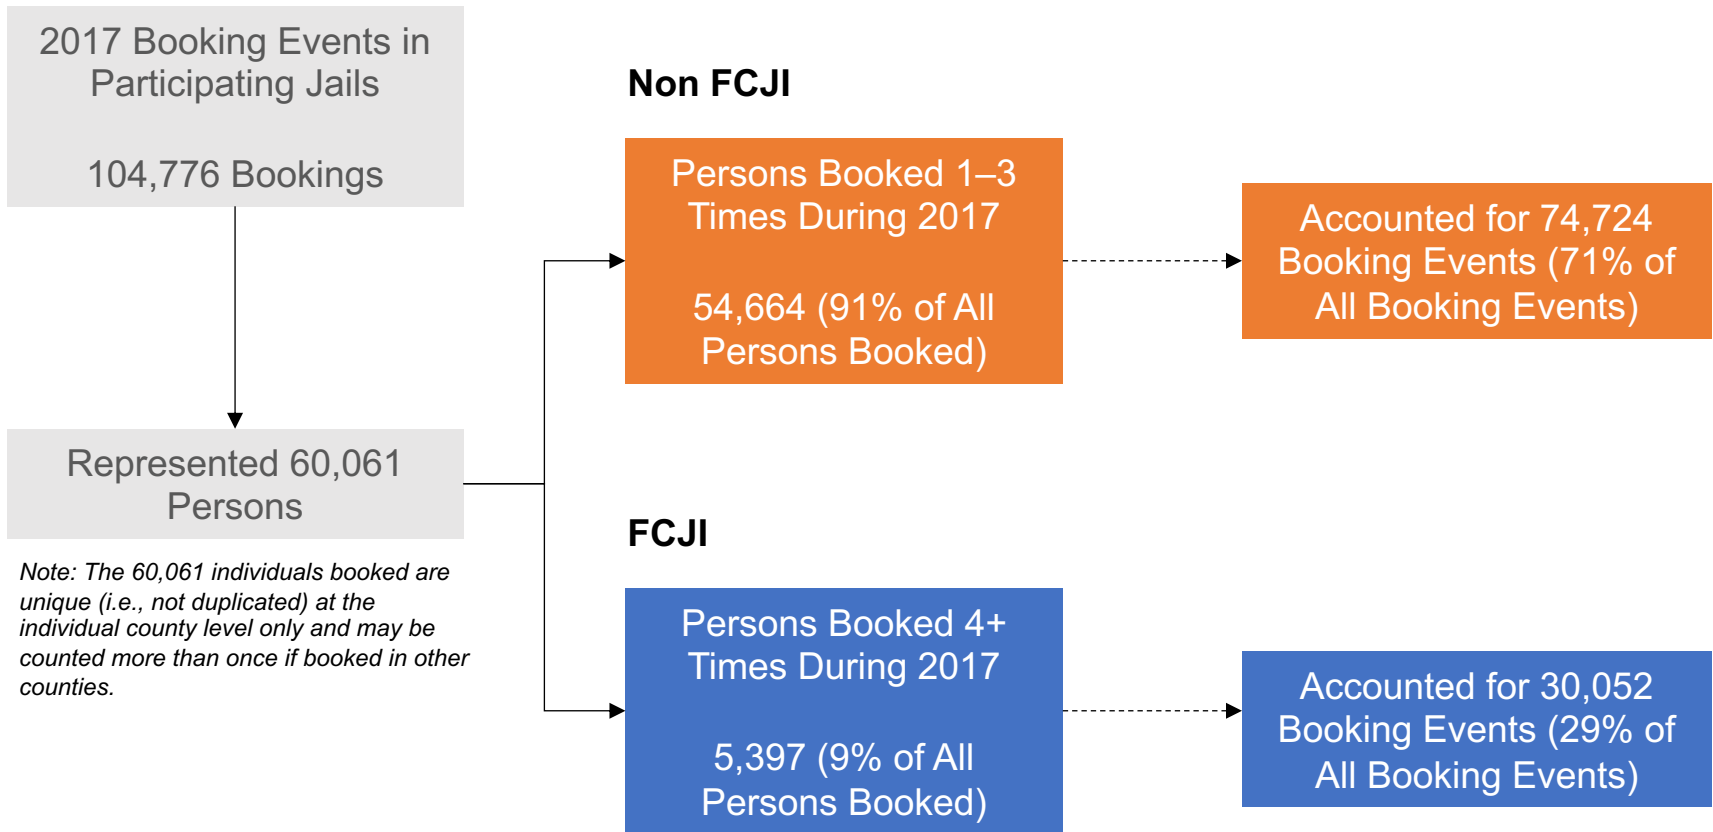 2017 Booking Events in
Participating Jails
104,776 Bookings
Represented 60,061
Persons
Note: The 60,061 individuals booked are
unique (i.e., not duplicated) at the
individual county level only and may be
counted more than once if booked in other
counties.
Non FCJI
Persons Booked 1–3
Times During 2017
54,664 (91% of All
Persons Booked)
Accounted for 74,724
Booking Events (71% of
All Booking Events)
FCJI
Persons Booked 4+
Times During 2017
5,397 (9% of All
Persons Booked)
Accounted for 30,052
Booking Events (29% of
All Booking Events)